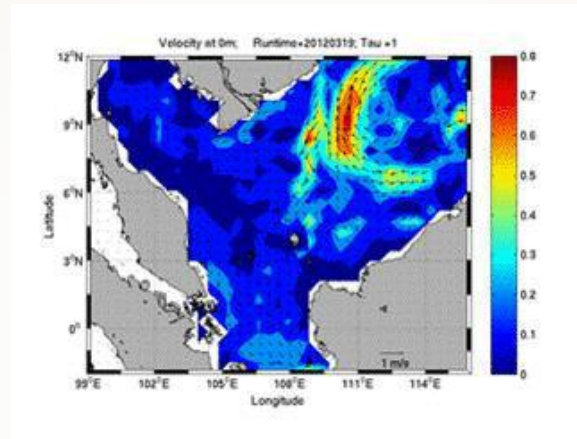 Velocity at 0m; Runtime=20120319; Tau =1
12°N
9°N
6°N
3°N
0°
Latitude
99°E 102°E 105°E 108°E 111°E 114°E
Longitude
1 m/s
0.8
0.7
0.6
0.5
0.4
0.3
0.2
0.1
0